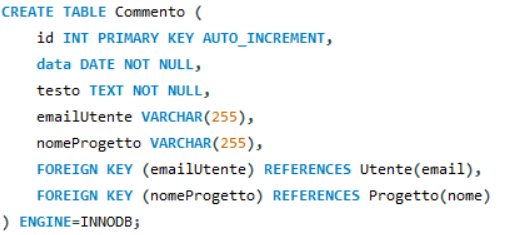 CREATE TABLE Commento (
    id INT PRIMARY KEY AUTO_INCREMENT,
    data DATE NOT NULL,
    testo TEXT NOT NULL,
    emailUtente VARCHAR(255),
    nomeProgetto VARCHAR(255),
    FOREIGN KEY (emailUtente) REFERENCES Utente(email),
    FOREIGN KEY (nomeProgetto) REFERENCES Progetto(nome)
) ENGINE=INNODB;